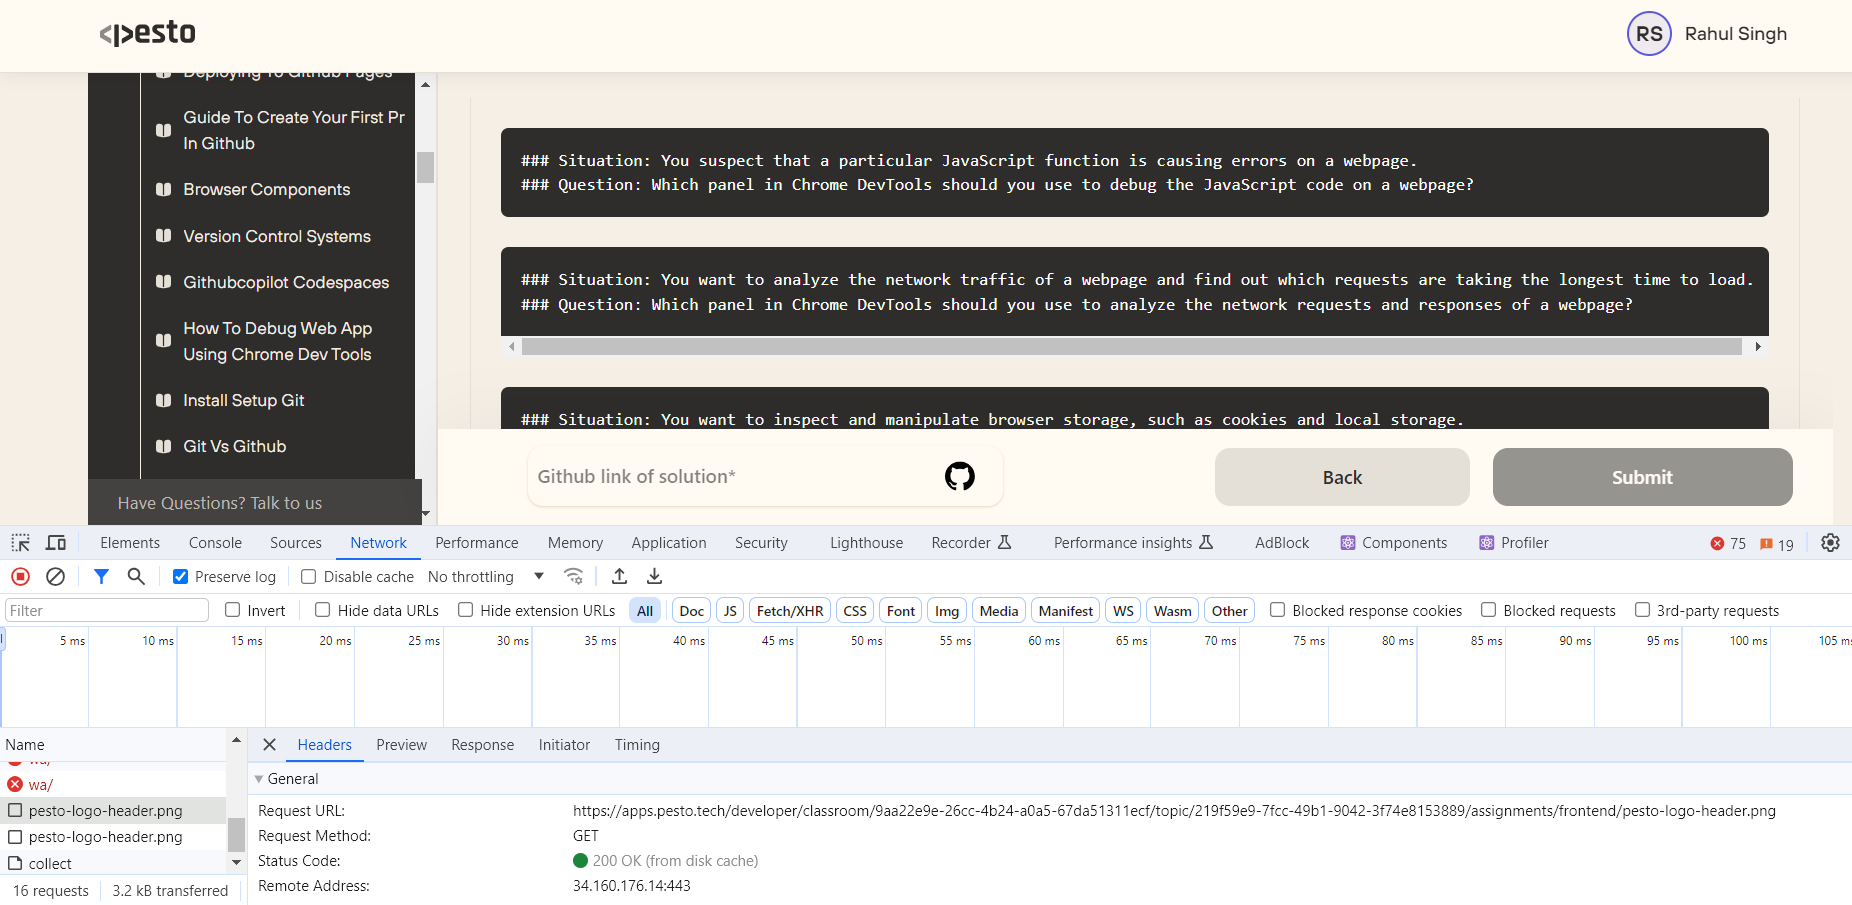 <pesto
RS Rahul Singh
Deploying To Github Pages
Guide To Create Your First Pr
In Github
Browser Components
Version Control Systems
Githubcopilot Codespaces
How To Debug Web App
Using Chrome Dev Tools
Install Setup Git
Git Vs Github
Have Questions? Talk to us
### Situation: You suspect that a particular JavaScript function is causing errors on a webpage.
### Question: Which panel in Chrome DevTools should you use to debug the JavaScript code on a webpage?
### Situation: You want to analyze the network traffic of a webpage and find out which requests are taking the longest time to load.
### Question: Which panel in Chrome DevTools should you use to analyze the network requests and responses of a webpage?
### Situation: You want to inspect and manipulate browser storage, such as cookies and local storage.
Github link of solution*
Back
Submit
Elements Console Sources Network Performance Memory Application Security Lighthouse Recorder Performance insights AdBlock Components Profiler 75 19
Preserve log Disable cache No throttling
Filter Invert Hide data URLs Hide extension URLs All Doc JS Fetch/XHR CSS Font Img Media Manifest WS Wasm Other Blocked response cookies Blocked requests 3rd-party requests
5 ms 10 ms 15 ms 20 ms 25 ms 30 ms 35 ms 40 ms 45 ms 50 ms 55 ms 60 ms 65 ms 70 ms 75 ms 80 ms 85 ms 90 ms 95 ms 100 ms 105 ms
Name
wa/
wa/
pesto-logo-header.png
pesto-logo-header.png
collect
16 requests 3.2 kB transferred
Headers Preview Response Initiator Timing
General
Request URL: https://apps.pesto.tech/developer/classroom/9aa22e9e-26cc-4b24-a0a5-67da51311ecf/topic/219f59e9-7fcc-49b1-9042-3f74e8153889/assignments/frontend/pesto-logo-header.png
Request Method: GET
Status Code: 200 OK (from disk cache)
Remote Address: 34.160.176.14:443